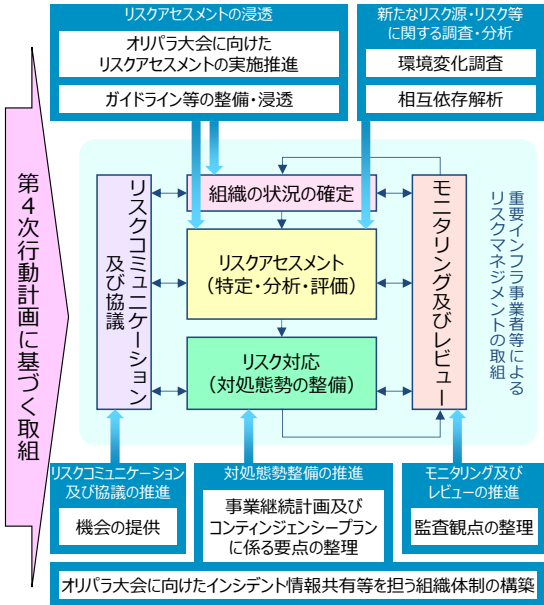 リスクアセスメントの浸透
オリパラ大会に向けた
リスクアセスメントの実施推進
ガイドライン等の整備・浸透
新たなリスク源・リスク等
に関する調査・分析
環境変化調査
相互依存解析
第４次行動計画に基づく取組
リスクコミュニケーション
及び協議
組織の状況の確定
リスクアセスメント
（特定・分析・評価）
リスク対応
（対処態勢の整備）
モニタリング及びレビュー
重要インフラ事業者等による
リスクマネジメントの取組
リスクコミュニケーション
及び協議の推進
機会の提供
対処態勢整備の推進
事業継続計画及び
コンティンジェンシープラン
に係る要点の整理
モニタリング及び
レビューの推進
監査観点の整理
オリパラ大会に向けたインシデント情報共有等を担う組織体制の構築